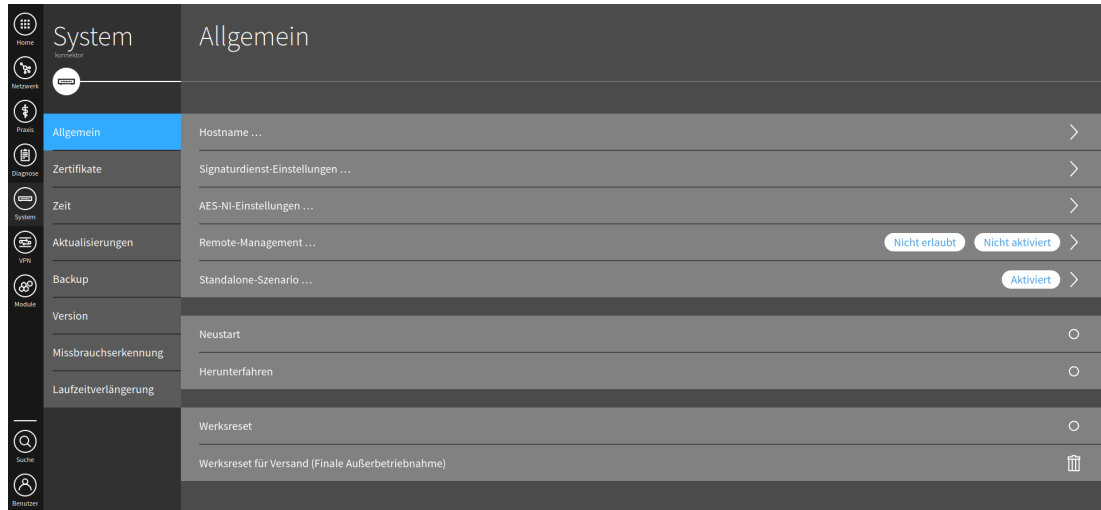 Home
Netzwerk
Praxis
Diagnose
System
VPN
Module
Suche
Benutzer
System
konnektor
Allgemein
Zertifikate
Zeit
Aktualisierungen
Backup
Version
Missbrauchserkennung
Laufzeitverlängerung
Allgemein
Hostname ...
Signaturdienst-Einstellungen ...
AES-NI-Einstellungen ...
Remote-Management ... Nicht erlaubt Nicht aktiviert
Standalone-Szenario ... Aktiviert
Neustart
Herunterfahren
Werksreset
Werksreset für Versand (Finale Außerbetriebnahme)